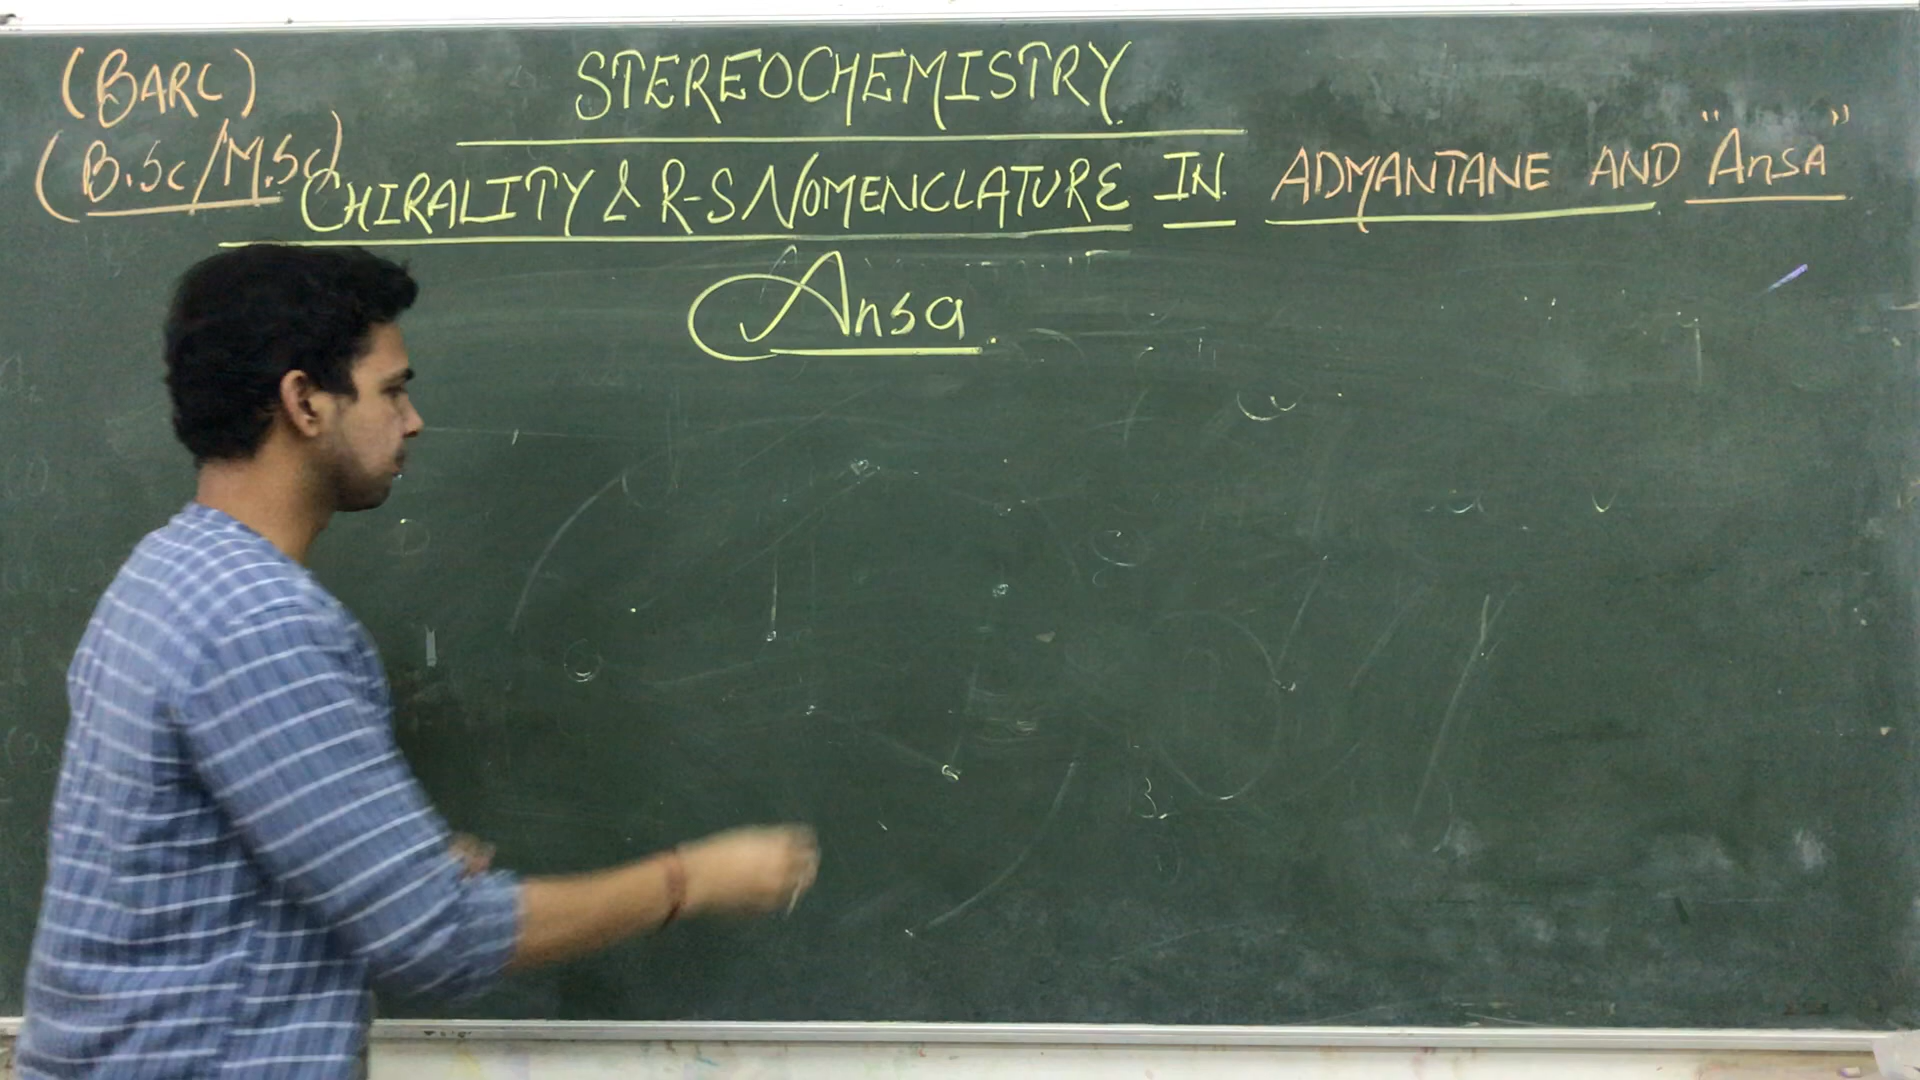 (BARC)
STEREOCHEMISTRY
(B.Sc/M.Sc)
CHIRALITY & R-S NOMENCLATURE IN ADMANTANE AND "Ansa"
Ansa